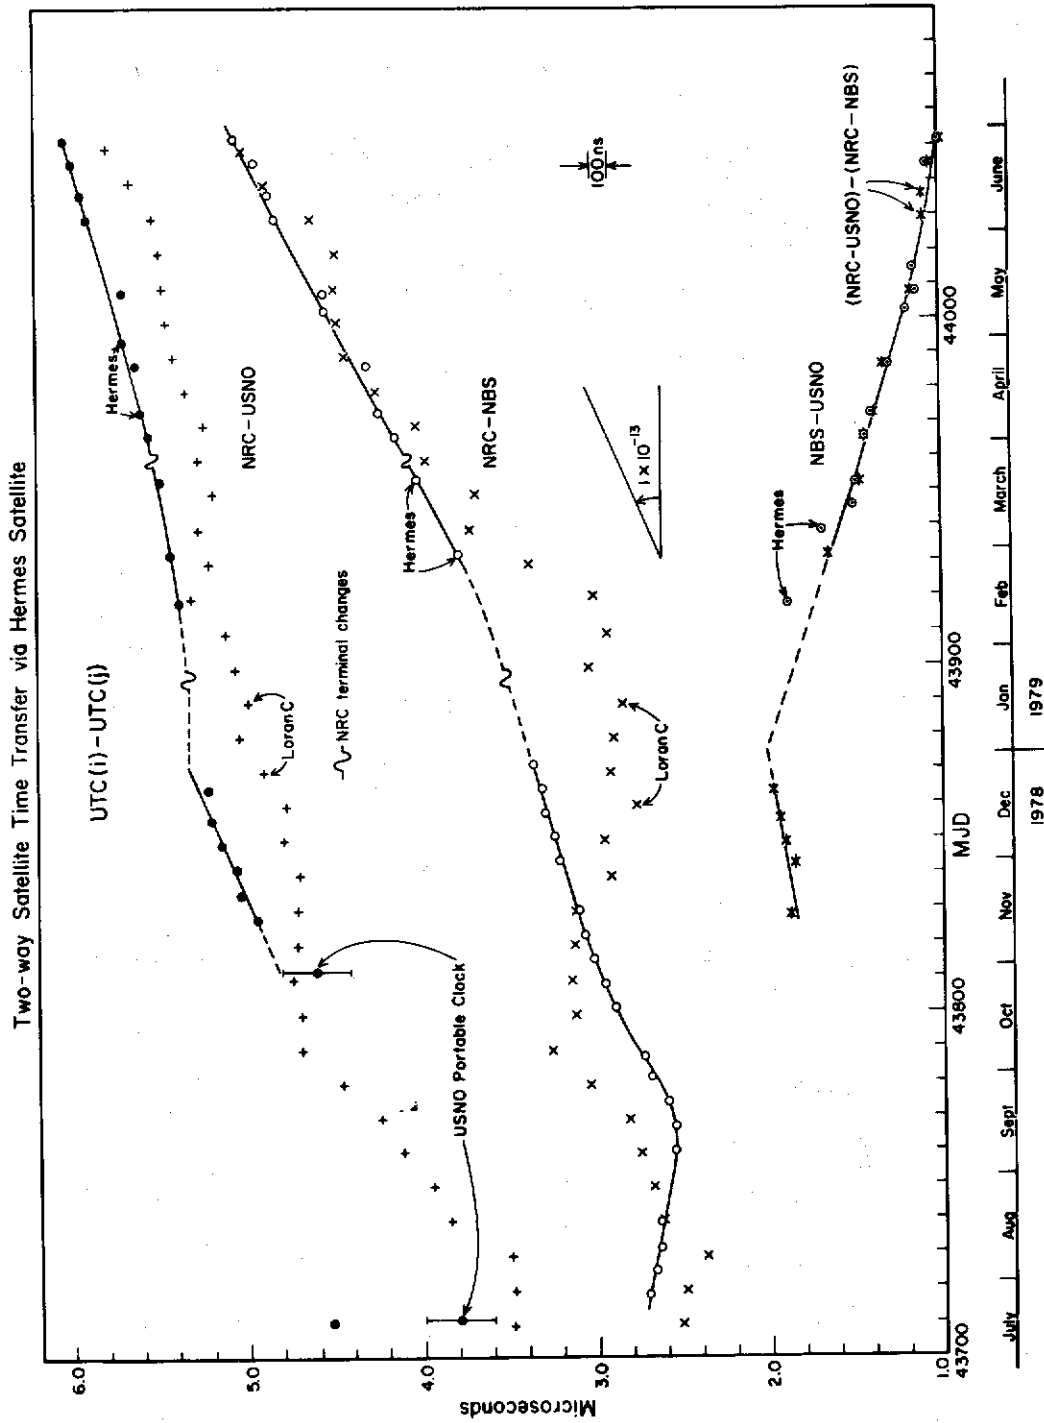 Two-way Satellite Time Transfer via Hermes Satellite
UTC(i)-UTC(j)
Hermes
NRC-USNO
Loran C
NRC terminal changes
USNO Portable Clock
Hermes
NRC-NBS
Loran C
1 x 10-13
100ns
Hermes
NBS-USNO
(NRC-USNO)-(NRC-NBS)
Microseconds
6.0
5.0
4.0
3.0
2.0
1.0
43700
43800
43900
44000
MJD
July
Aug
Sept
Oct
Nov
Dec
Jan
Feb
March
April
May
June
1978
1979